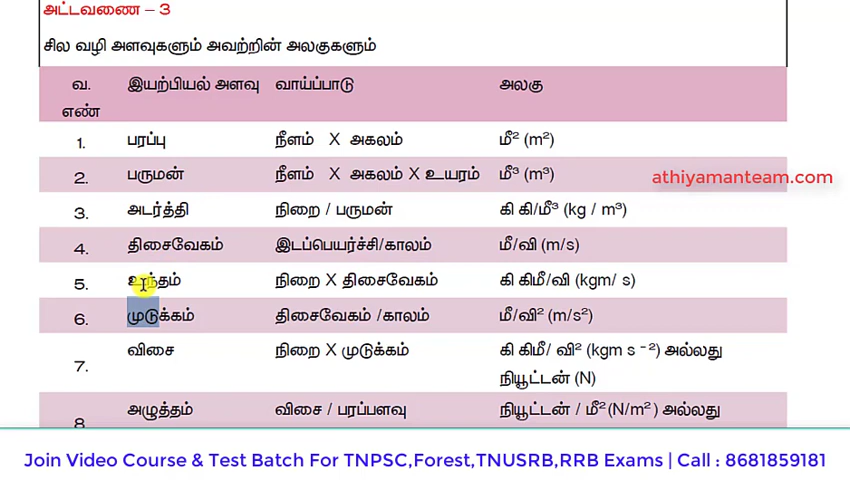 அட்டவணை – 3
சில வழி அளவுகளும் அவற்றின் அலகுகளும்
வ. எண் இயற்பியல் அளவு வாய்ப்பாடு அலகு
1. பரப்பு நீளம் X அகலம் மீ² (m²)
2. பருமன் நீளம் X அகலம் X உயரம் மீ³ (m³)
athiyamanteam.com
3. அடர்த்தி நிறை / பருமன் கி கி/மீ³ (kg / m³)
4. திசைவேகம் இடப்பெயர்ச்சி/காலம் மீ/வி (m/s)
5. உந்தம் நிறை X திசைவேகம் கி கிமீ/வி (kgm/ s)
6. முடுக்கம் திசைவேகம் /காலம் மீ/வி² (m/s²)
7. விசை நிறை X முடுக்கம் கி கிமீ/ வி² (kgm s ⁻²) அல்லது
நியூட்டன் (N)
8 அழுத்தம் விசை / பரப்பளவு நியூட்டன் / மீ² (N/m²) அல்லது
Join Video Course & Test Batch For TNPSC,Forest,TNUSRB,RRB Exams | Call : 8681859181